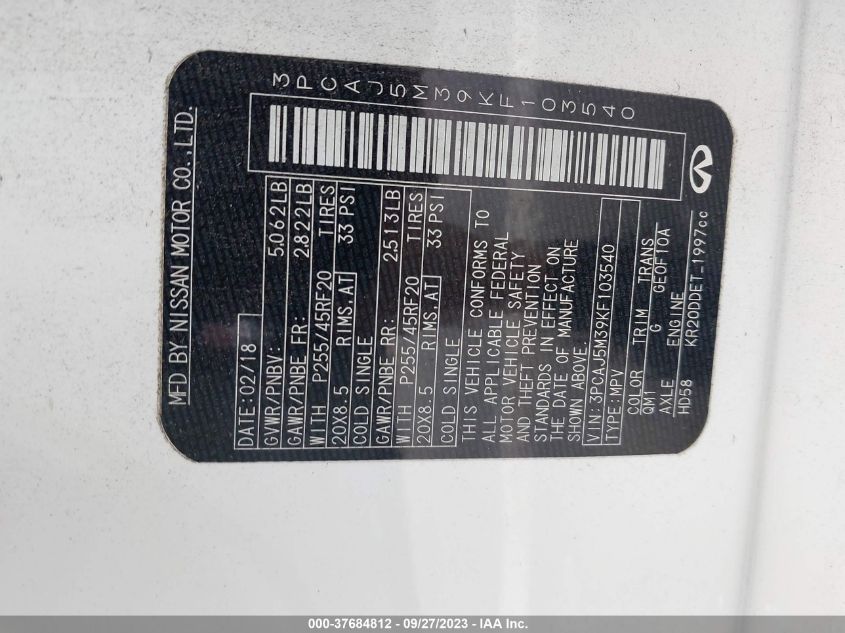 3PCAJ5M39KF103540
MFD BY NISSAN MOTOR CO.,LTD.
DATE:02/18
GVWR/PNBV: 5.062LB
GAWR/PNBE FR: 2.822LB
WITH P255/45RF20 TIRES
20X8.5 RIMS.AT 33 PSI
COLD SINGLE
GAWR/PNBE RR: 2.513LB
WITH P255/45RF20 TIRES
20X8.5 RIMS.AT 33 PSI
COLD SINGLE
THIS VEHICLE CONFORMS TO
ALL APPLICABLE FEDERAL
MOTOR VEHICLE SAFETY
AND THEFT PREVENTION
STANDARDS IN EFFECT ON
THE DATE OF MANUFACTURE
SHOWN ABOVE.
VIN:3PCAJ5M39KF103540
TYPE:MPV
COLOR TRIM TRANS
QM1 G GE0FT0A
AXLE ENGINE
HD58 KR20DDET-1997cc
000-37684812 - 09/27/2023 - IAA Inc.